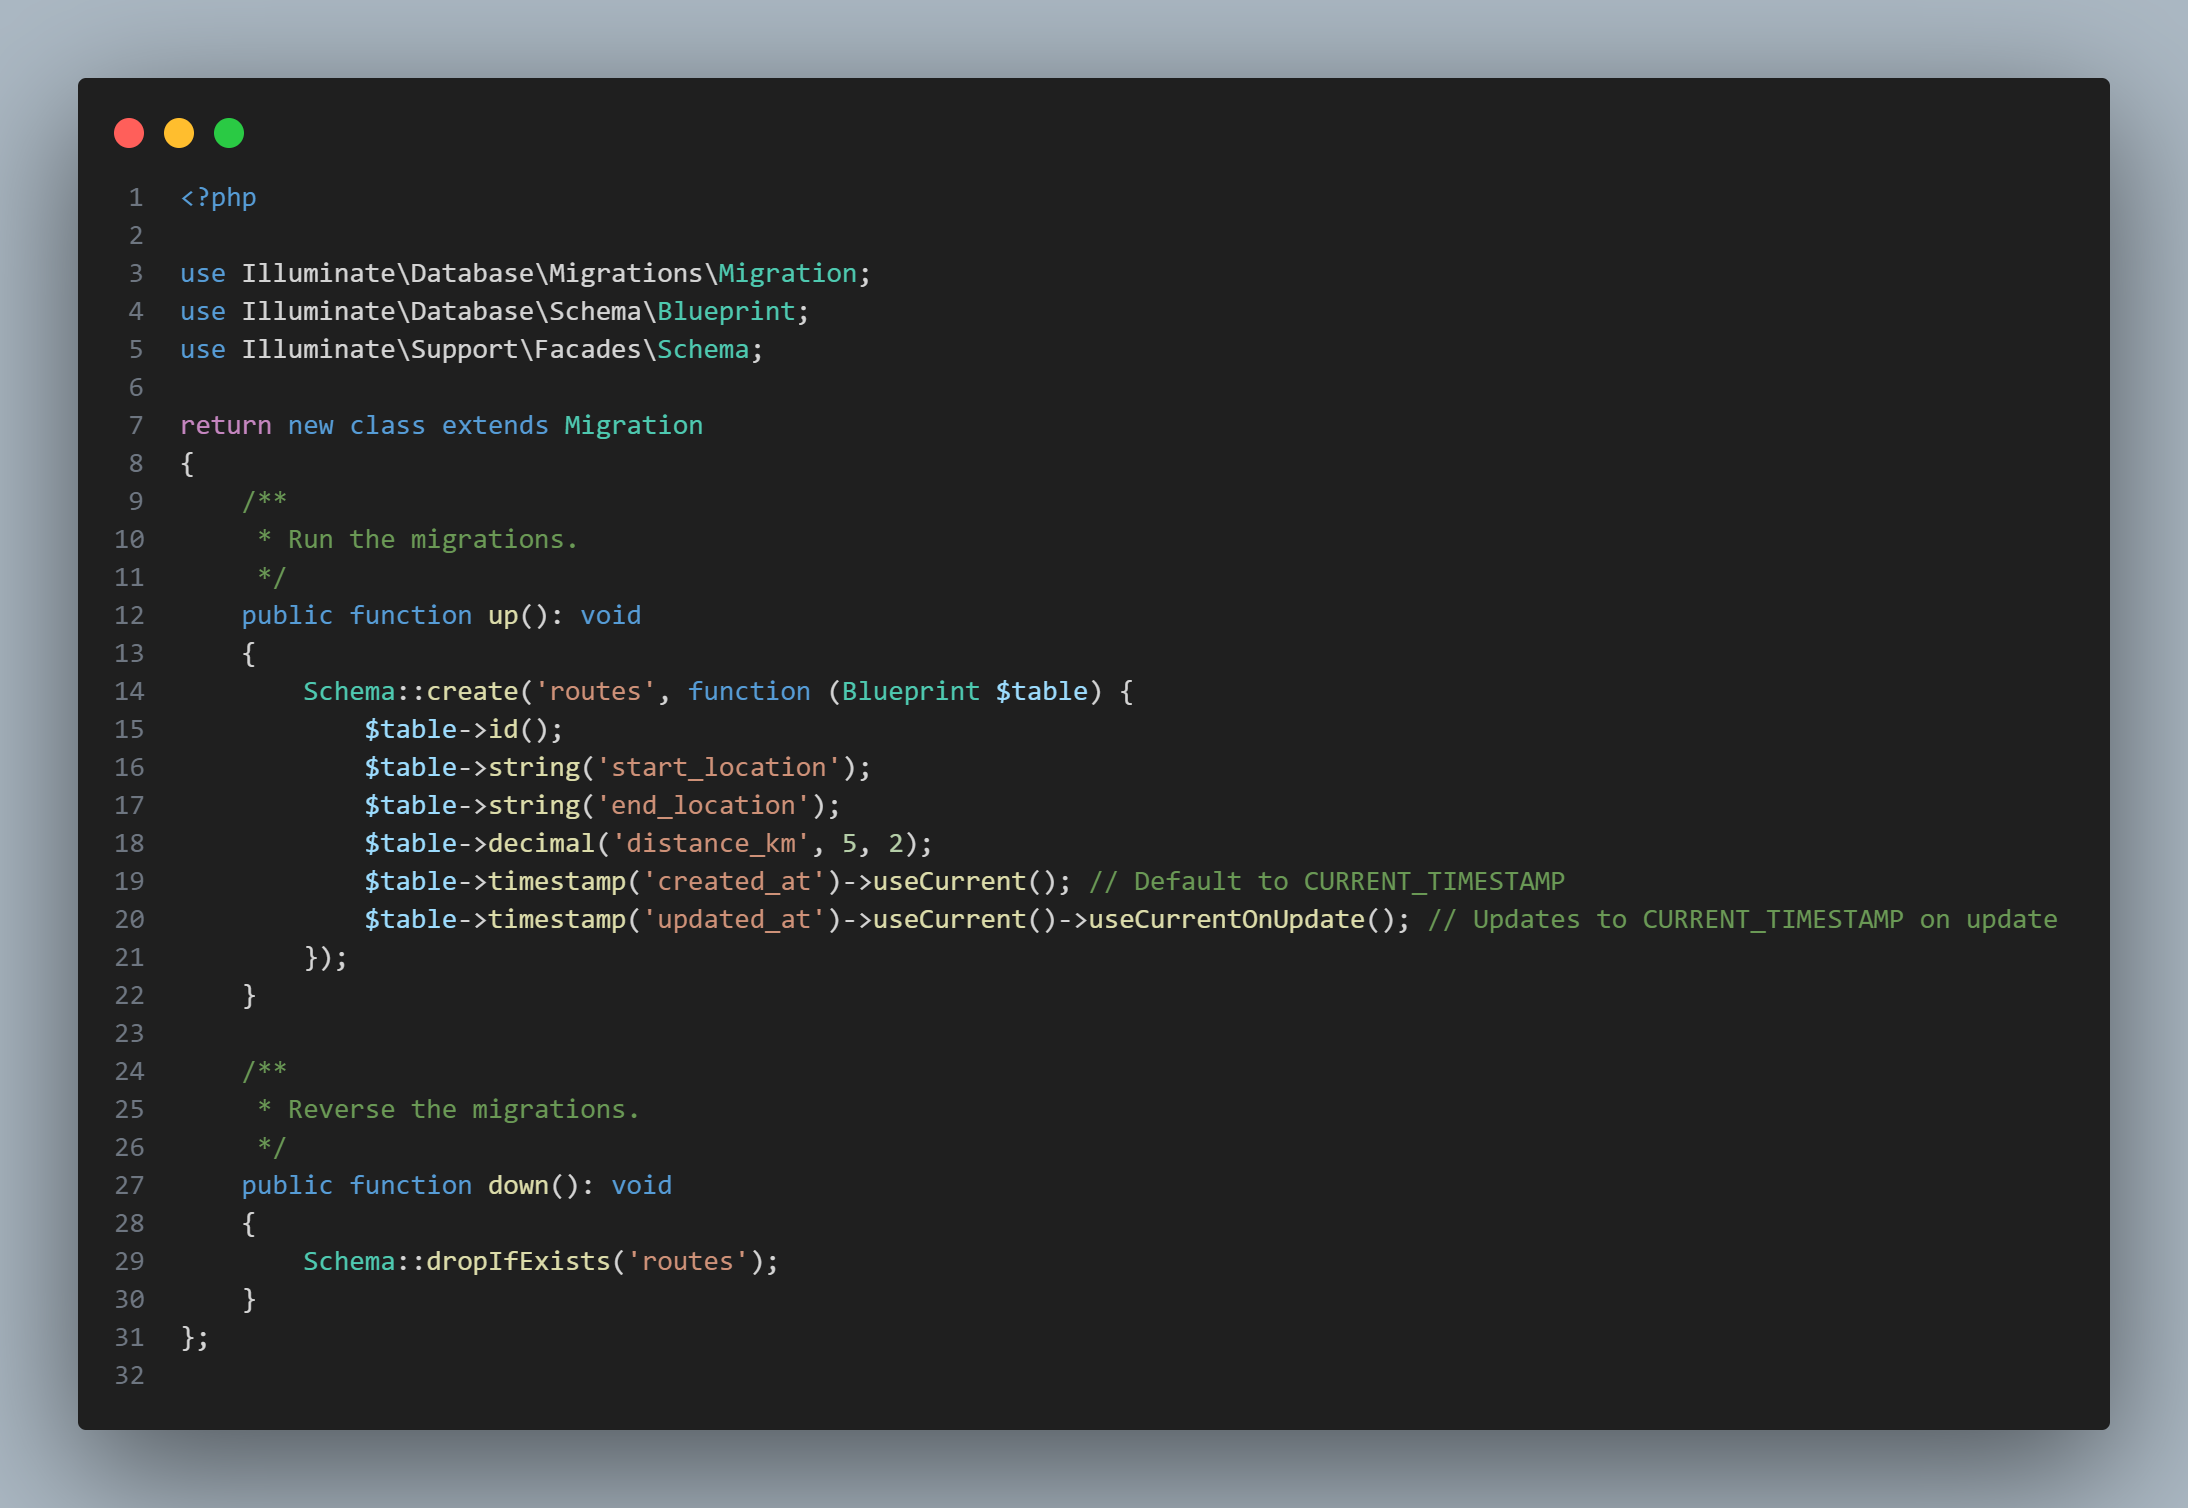 1 <?php
2
3 use Illuminate\Database\Migrations\Migration;
4 use Illuminate\Database\Schema\Blueprint;
5 use Illuminate\Support\Facades\Schema;
6
7 return new class extends Migration
8 {
9     /**
10      * Run the migrations.
11      */
12     public function up(): void
13     {
14         Schema::create('routes', function (Blueprint $table) {
15             $table->id();
16             $table->string('start_location');
17             $table->string('end_location');
18             $table->decimal('distance_km', 5, 2);
19             $table->timestamp('created_at')->useCurrent(); // Default to CURRENT_TIMESTAMP
20             $table->timestamp('updated_at')->useCurrent()->useCurrentOnUpdate(); // Updates to CURRENT_TIMESTAMP on update
21         });
22     }
23
24     /**
25      * Reverse the migrations.
26      */
27     public function down(): void
28     {
29         Schema::dropIfExists('routes');
30     }
31 };
32